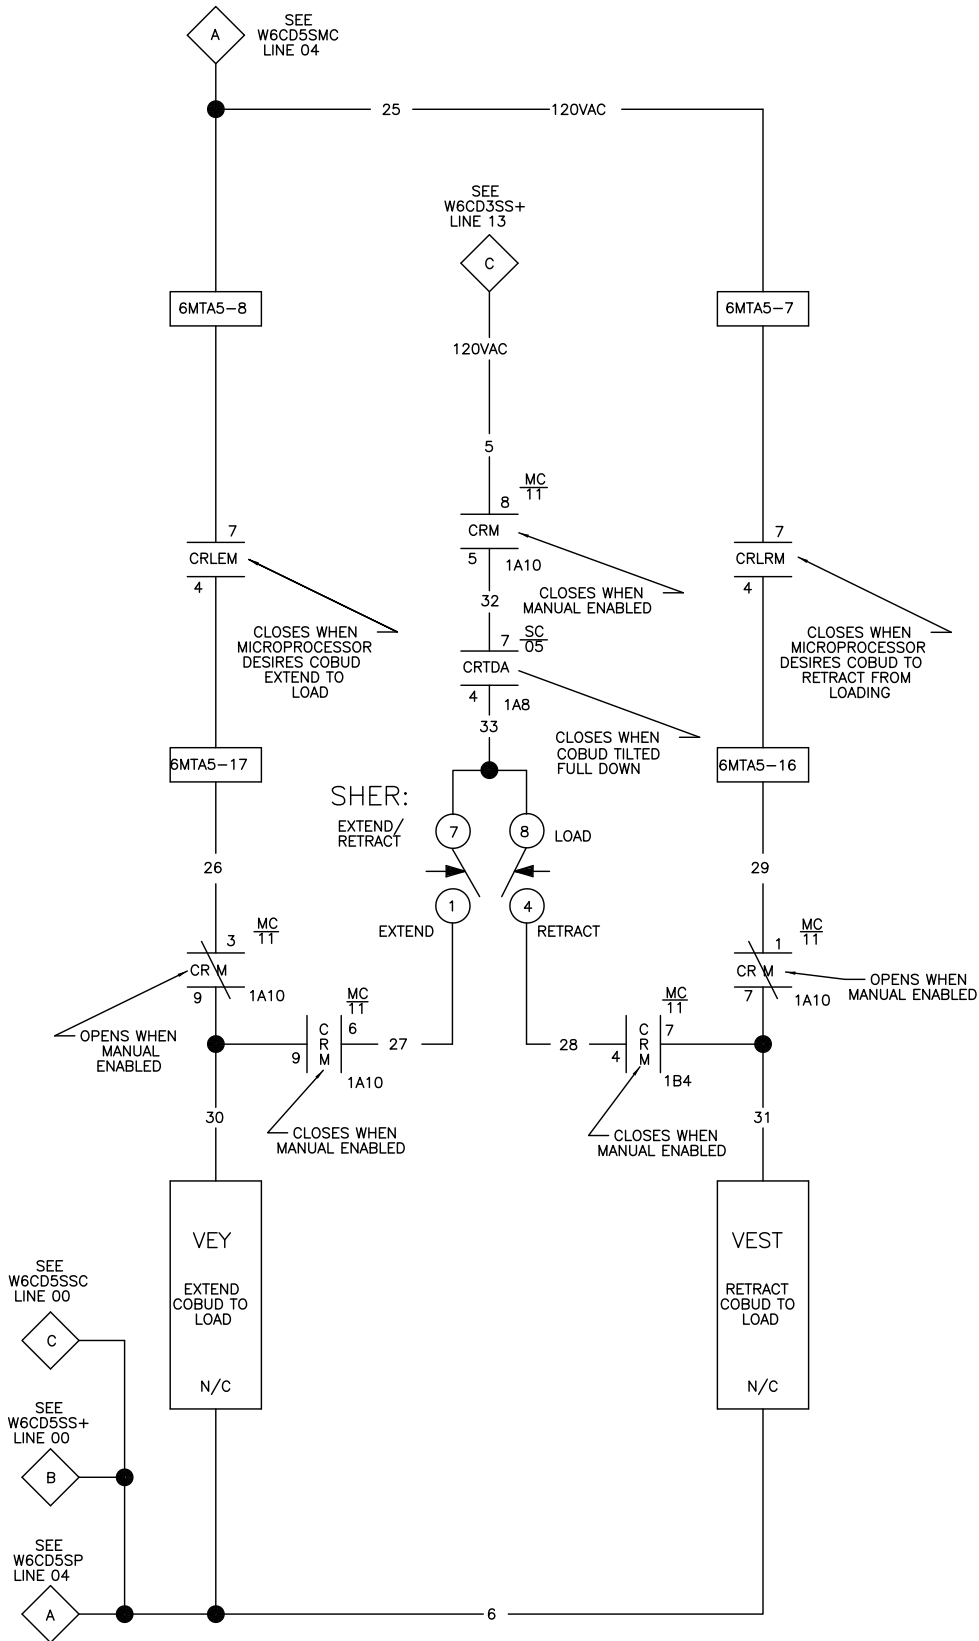 SEE
W6CD5SMC
LINE 04
A
25
120VAC
SEE
W6CD3SS+
LINE 13
C
6MTA5-8
6MTA5-7
120VAC
5
MC
11
8
CRM
5
1A10
CLOSES WHEN
MANUAL ENABLED
7
CRLEM
4
CLOSES WHEN
MICROPROCESSOR
DESIRES COBUD
EXTEND TO
LOAD
7
CRLRM
4
CLOSES WHEN
MICROPROCESSOR
DESIRES COBUD TO
RETRACT FROM
LOADING
32
SC
05
7
CRTDA
4
1A8
CLOSES WHEN
COBUD TILTED
FULL DOWN
33
6MTA5-17
6MTA5-16
SHER:
EXTEND/
RETRACT
7
8
LOAD
1
4
EXTEND
RETRACT
26
29
MC
11
3
CR M
9
1A10
OPENS WHEN
MANUAL
ENABLED
MC
11
1
CR M
7
1A10
OPENS WHEN
MANUAL ENABLED
MC
11
6
C
R
M
9
1A10
27
CLOSES WHEN
MANUAL ENABLED
28
MC
11
7
C
R
M
4
1B4
CLOSES WHEN
MANUAL ENABLED
30
31
VEY
EXTEND
COBUD TO
LOAD
N/C
VEST
RETRACT
COBUD TO
LOAD
N/C
SEE
W6CD5SSC
LINE 00
C
SEE
W6CD5SS+
LINE 00
B
SEE
W6CD5SP
LINE 04
A
6